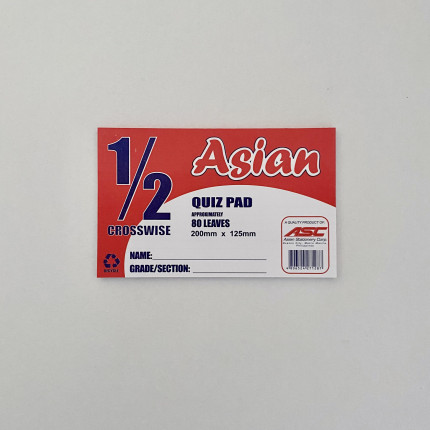 1/2
CROSSWISE
Asian
QUIZ PAD
APPROXIMATELY
80 LEAVES
200mm x 125mm
NAME:
GRADE/SECTION:
A QUALITY PRODUCT OF:
ASC
Asian Stationery Corp.